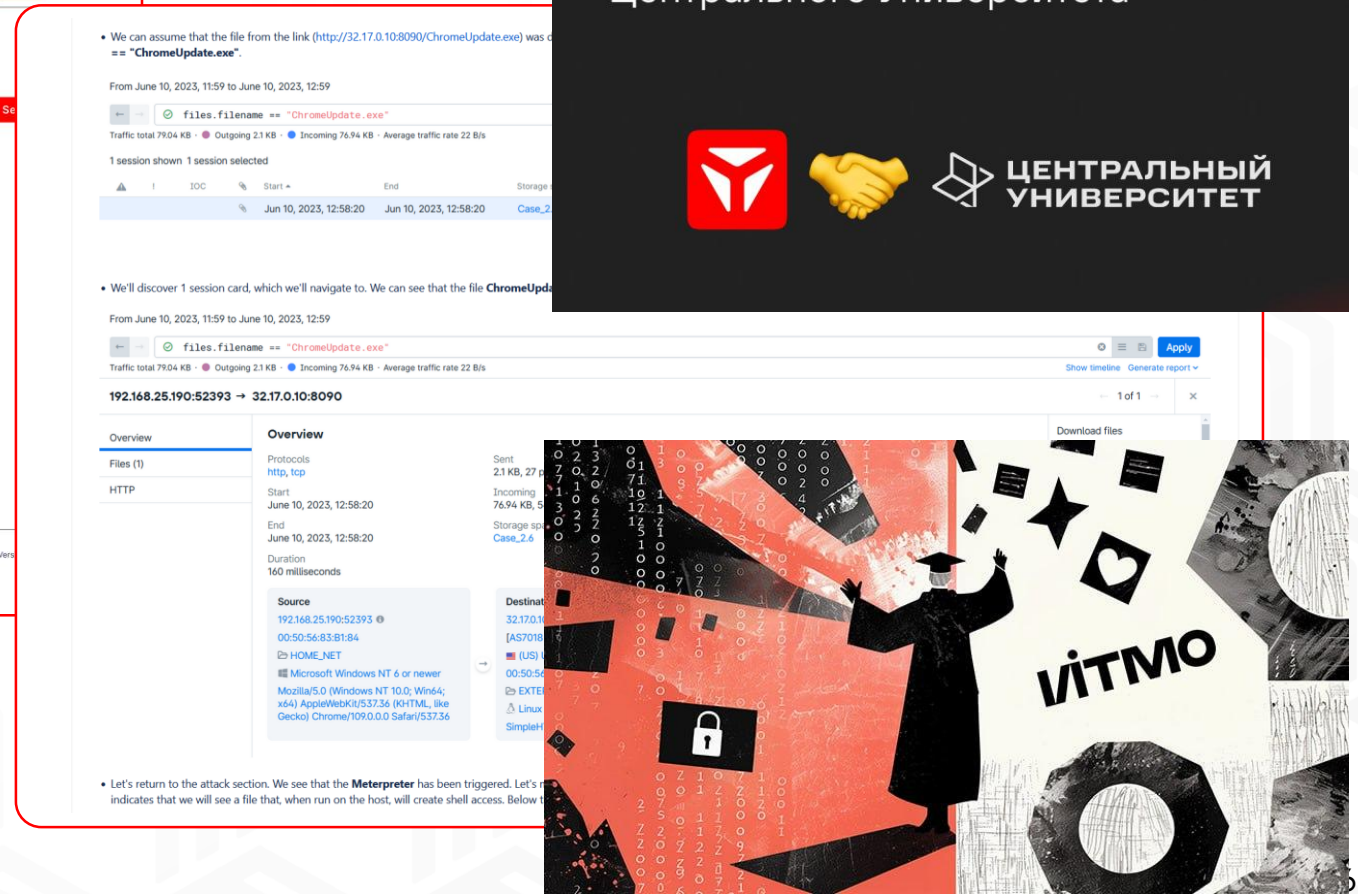 • We can assume that the file from the link (http://32.17.0.10:8090/ChromeUpdate.exe) was
== "ChromeUpdate.exe".
From June 10, 2023, 11:59 to June 10, 2023, 12:59
files.filename == "ChromeUpdate.exe"
Traffic total 79.04 KB · Outgoing 2.1 KB · Incoming 76.94 KB · Average traffic rate 22 B/s
1 session shown 1 session selected
! IOC Start End Storage
Jun 10, 2023, 12:58:20 Jun 10, 2023, 12:58:20 Case_2.
ЦЕНТРАЛЬНЫЙ
УНИВЕРСИТЕТ
• We'll discover 1 session card, which we'll navigate to. We can see that the file ChromeUpda
From June 10, 2023, 11:59 to June 10, 2023, 12:59
files.filename == "ChromeUpdate.exe" Apply
Traffic total 79.04 KB · Outgoing 2.1 KB · Incoming 76.94 KB · Average traffic rate 22 B/s Show timeline Generate report
192.168.25.190:52393 → 32.17.0.10:8090 ← 1 of 1 → ×
Overview
Files (1)
HTTP
Overview
Protocols
http, tcp
Start
June 10, 2023, 12:58:20
End
June 10, 2023, 12:58:20
Duration
160 milliseconds
Sent
2.1 KB, 27 p
Incoming
76.94 KB, 5
Storage spa
Case_2.6
Download files
Source
192.168.25.190:52393
00:50:56:83:B1:84
HOME_NET
Microsoft Windows NT 6 or newer
Mozilla/5.0 (Windows NT 10.0; Win64;
x64) AppleWebKit/537.36 (KHTML, like
Gecko) Chrome/109.0.0.0 Safari/537.36
→
Destinat
32.17.0.10
[AS7018
(US) U
00:50:56
EXTE
Linux
SimpleH
ViTMO
• Let's return to the attack section. We see that the Meterpreter has been triggered. Let's
indicates that we will see a file that, when run on the host, will create shell access. Below t